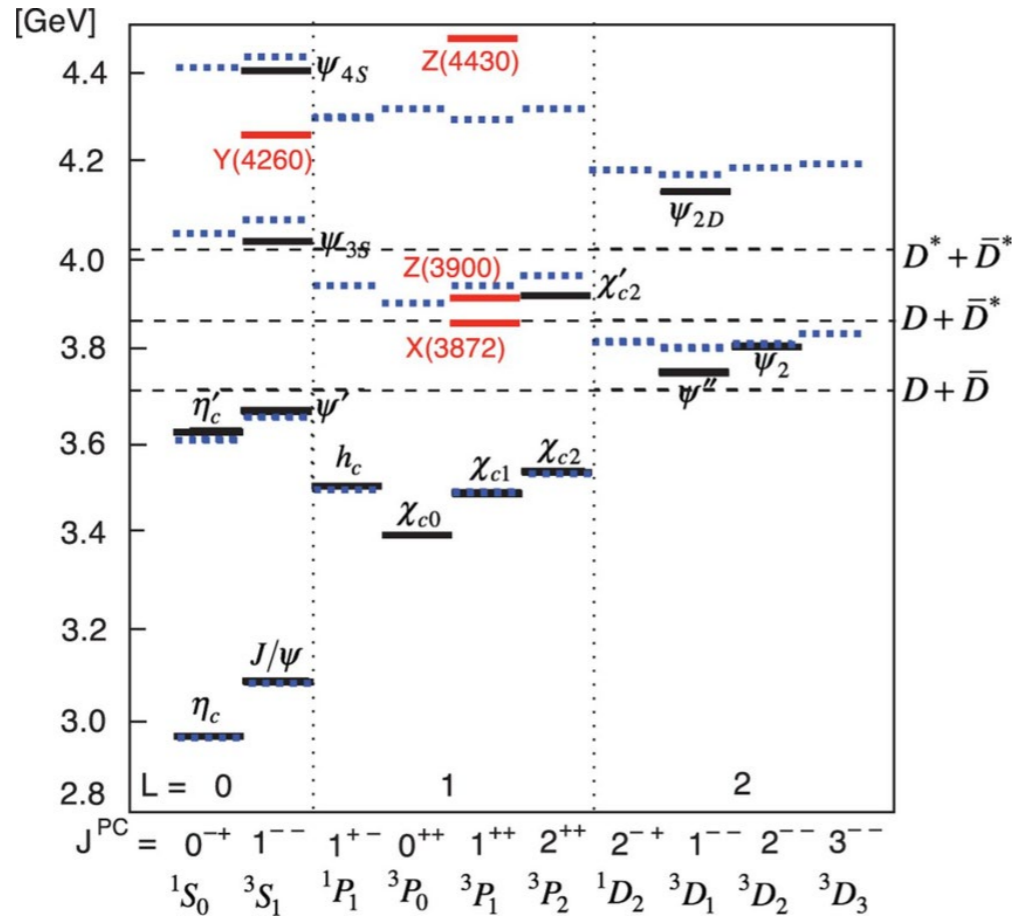 [GeV]
4.4
4.2
4.0
3.8
3.6
3.4
3.2
3.0
2.8
ψ₄S
Z(4430)
Y(4260)
ψ₂D
ψ₃S
D* + D̄*
Z(3900)
χ′c2
D + D̄*
X(3872)
ψ″
ψ₂
D + D̄
η′c
ψ′
hc
χc1
χc2
χc0
J/ψ
ηc
L = 0 1 2
J^PC = 0⁻⁺ 1⁻⁻ 1⁺⁻ 0⁺⁺ 1⁺⁺ 2⁺⁺ 2⁻⁺ 1⁻⁻ 2⁻⁻ 3⁻⁻
¹S₀ ³S₁ ¹P₁ ³P₀ ³P₁ ³P₂ ¹D₂ ³D₁ ³D₂ ³D₃